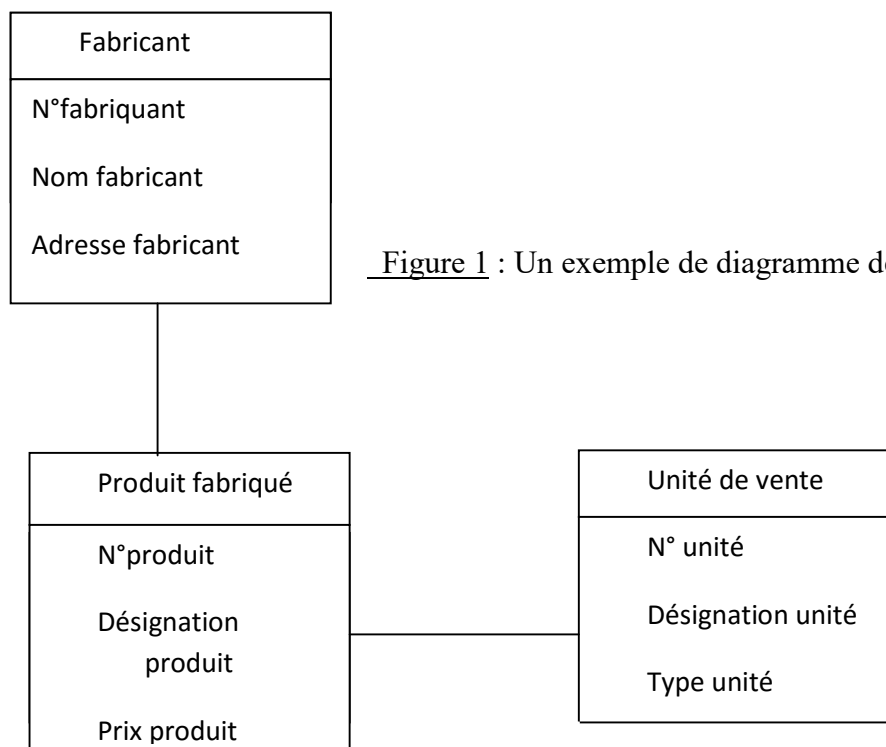 Fabricant
N°fabriquant
Nom fabricant
Adresse fabricant
Figure 1 : Un exemple de diagramme de
Produit fabriqué
N°produit
Désignation
produit
Prix produit
Unité de vente
N° unité
Désignation unité
Type unité